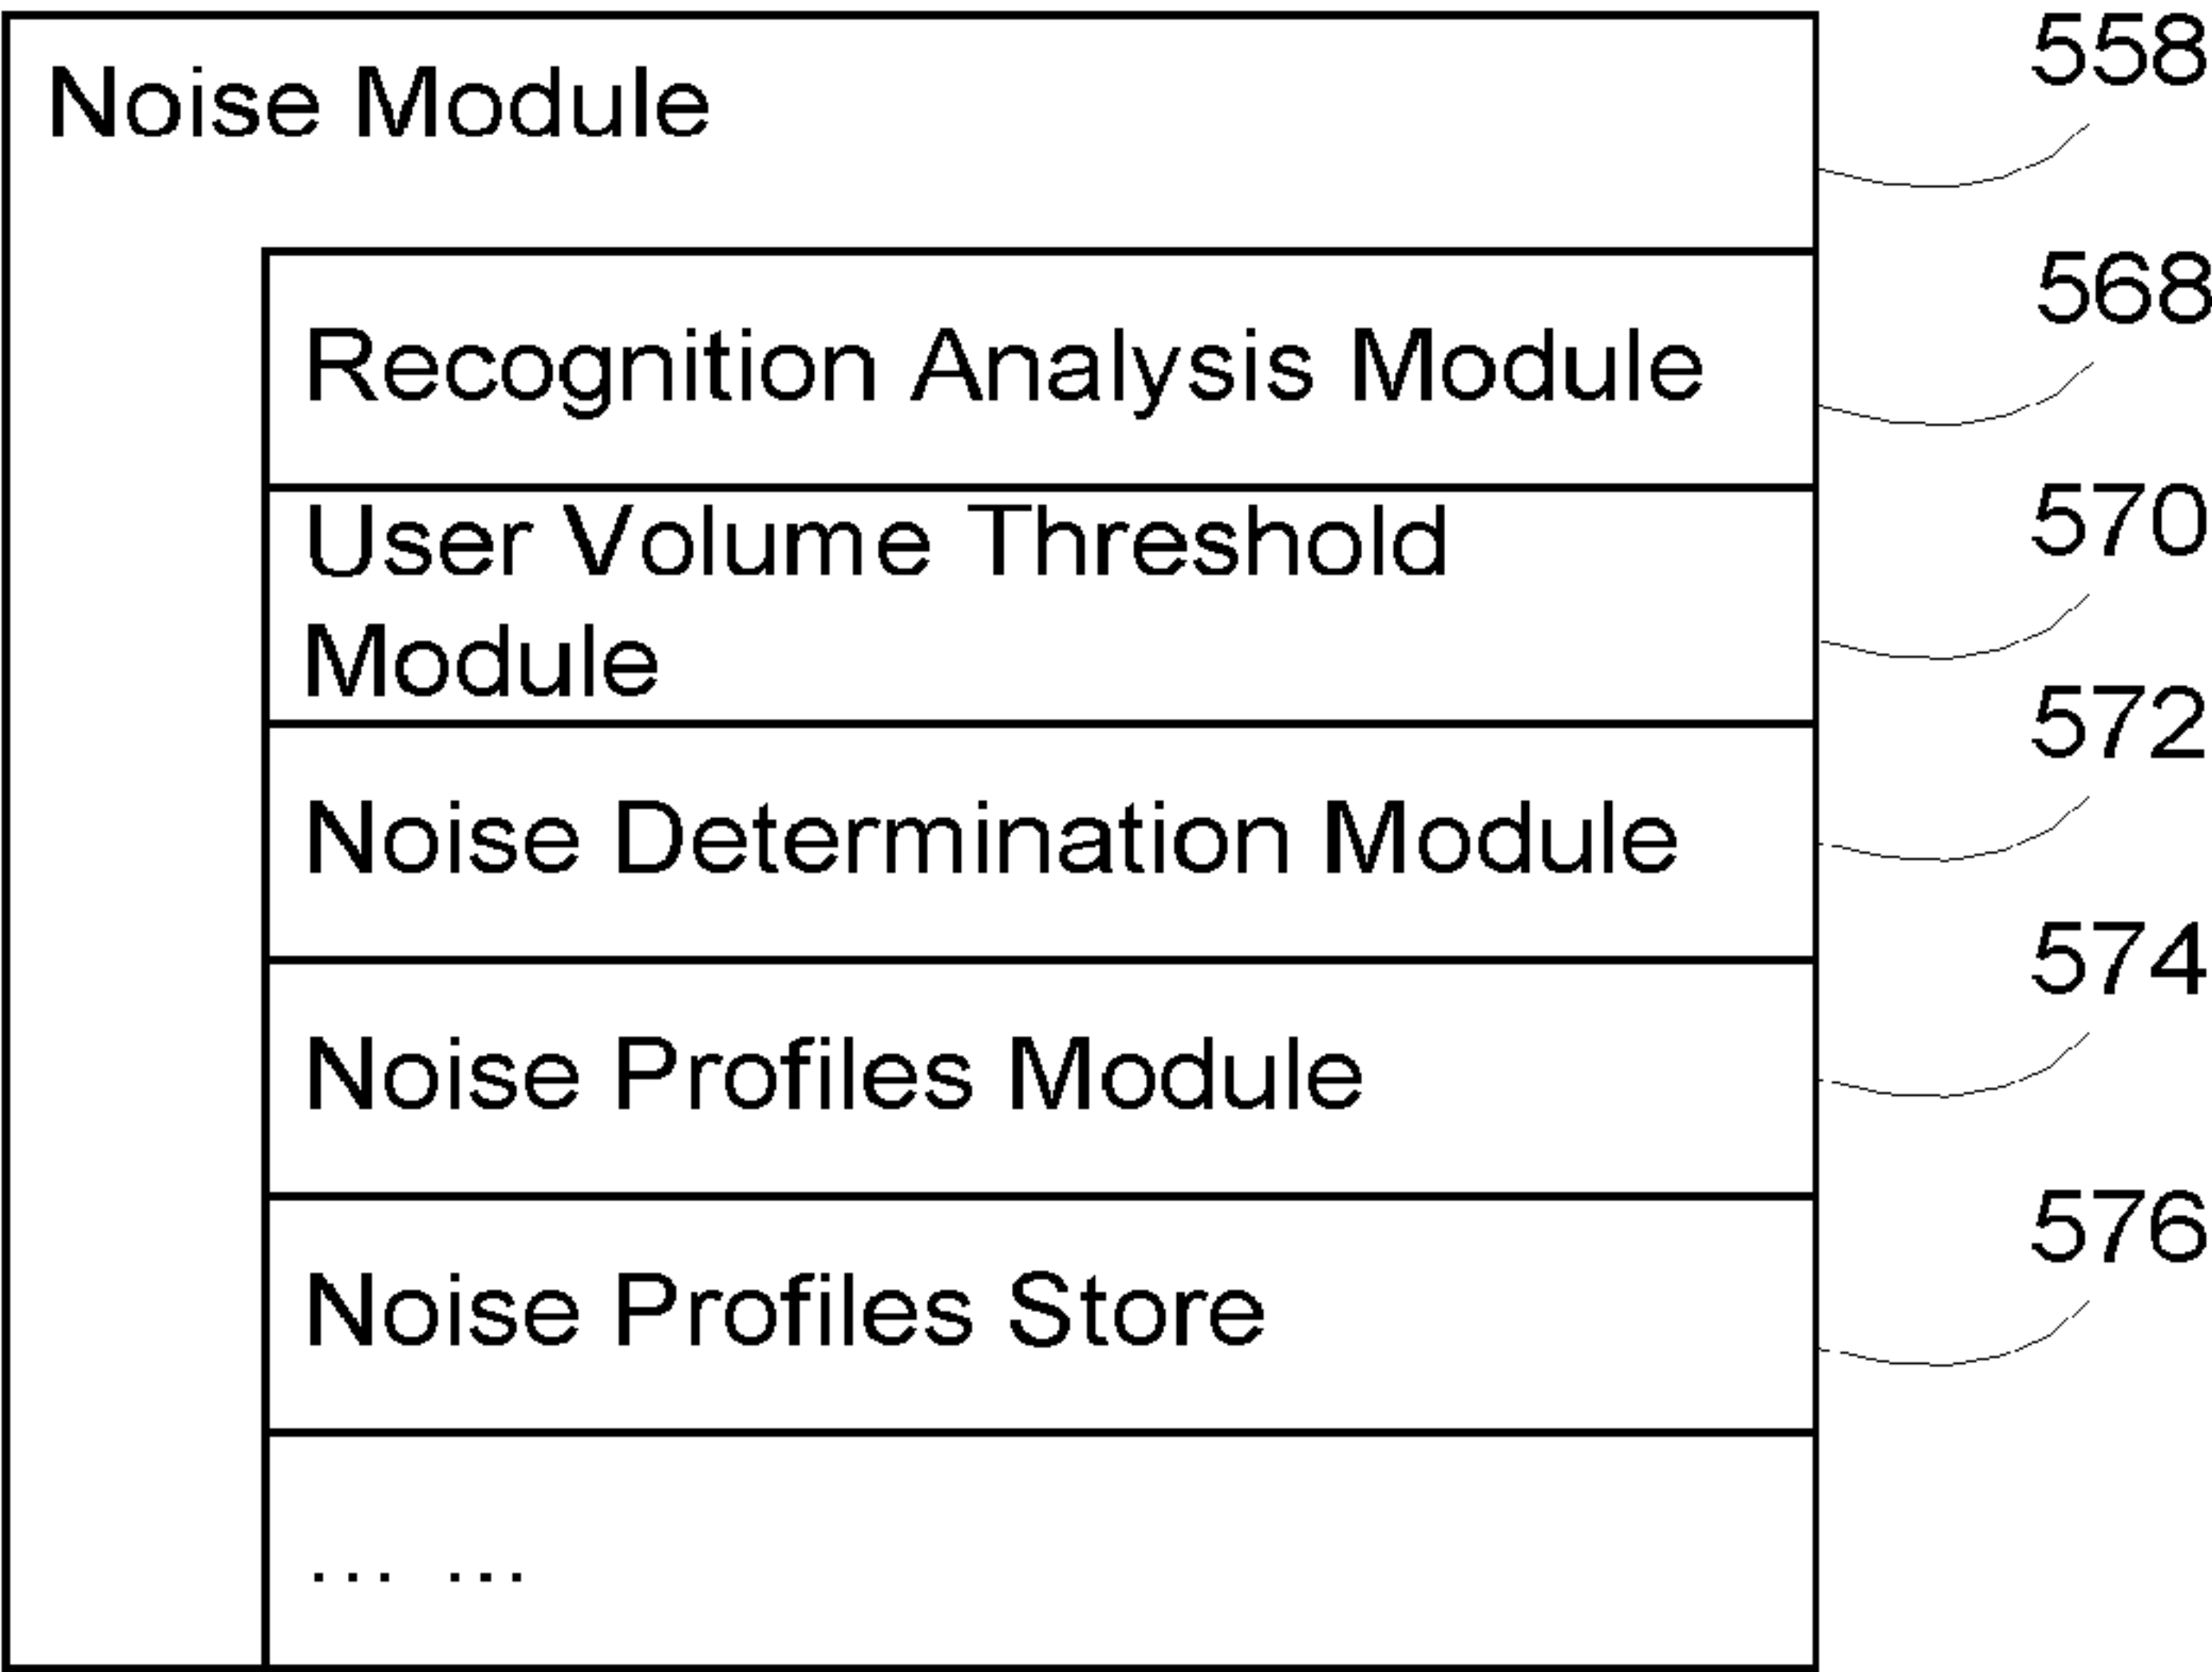 Noise Module
558
Recognition Analysis Module
568
User Volume Threshold
Module
570
Noise Determination Module
572
Noise Profiles Module
574
Noise Profiles Store
576
... ...